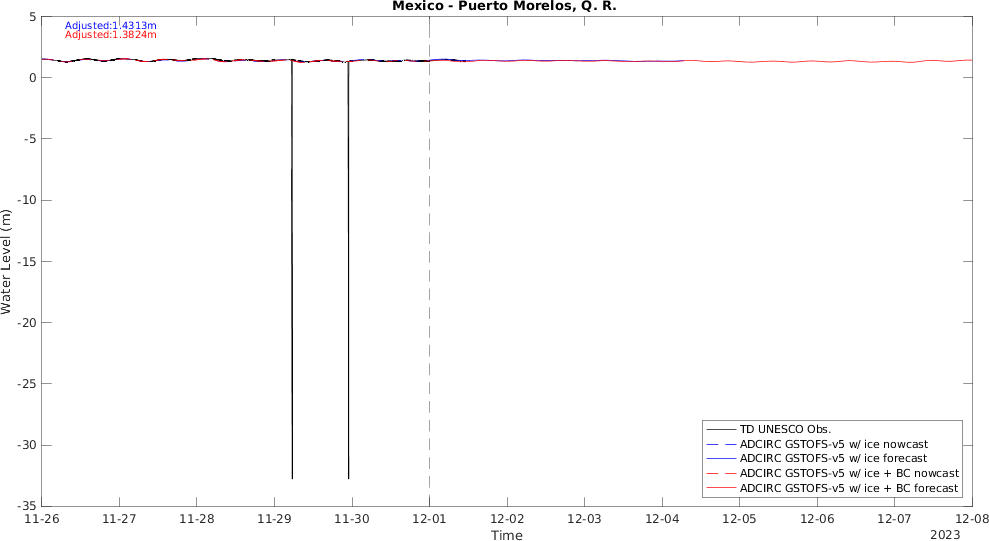 Mexico - Puerto Morelos, Q. R.
Adjusted:1.4313m
Adjusted:1.3824m
Water Level (m)
5
0
-5
-10
-15
-20
-25
-30
-35
11-26
11-27
11-28
11-29
11-30
12-01
12-02
12-03
12-04
12-05
12-06
12-07
12-08
Time
2023
TD UNESCO Obs.
ADCIRC GSTOFS-v5 w/ ice nowcast
ADCIRC GSTOFS-v5 w/ ice forecast
ADCIRC GSTOFS-v5 w/ ice + BC nowcast
ADCIRC GSTOFS-v5 w/ ice + BC forecast